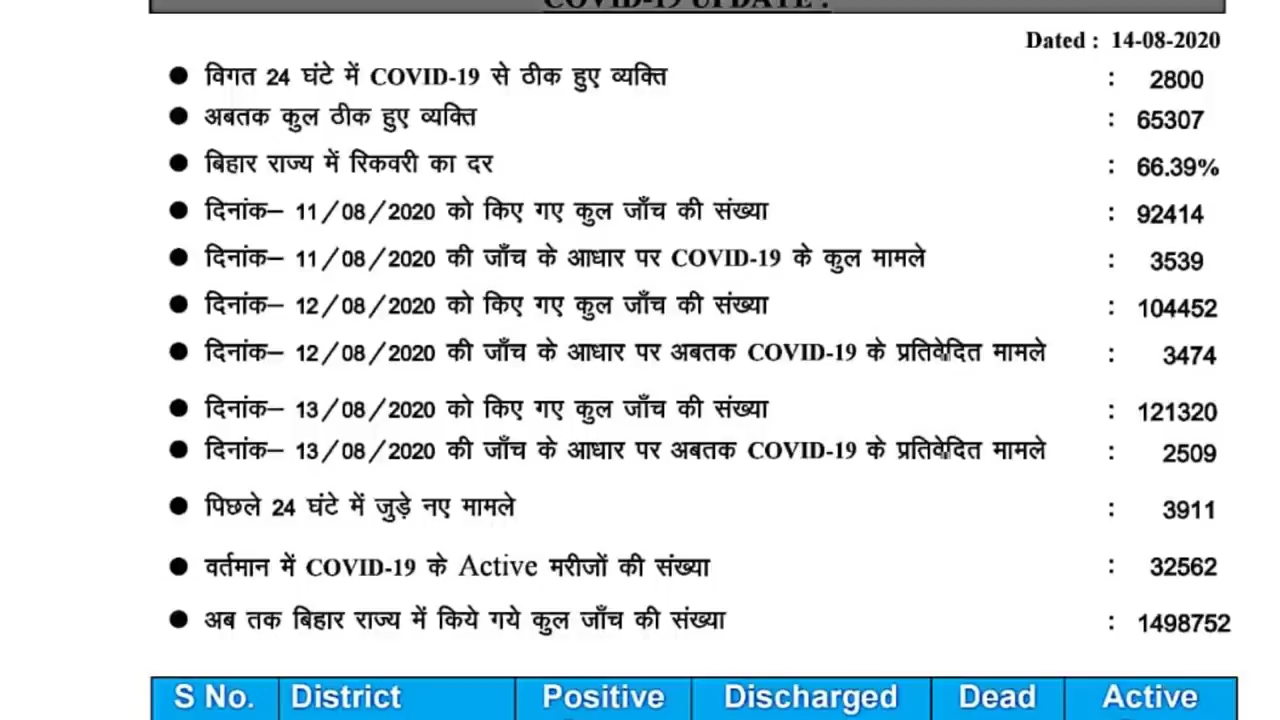 COVID-19 UPDATE :
Dated : 14-08-2020
● विगत 24 घंटे में COVID-19 से ठीक हुए व्यक्ति : 2800
● अबतक कुल ठीक हुए व्यक्ति : 65307
● बिहार राज्य में रिकवरी का दर : 66.39%
● दिनांक– 11/08/2020 को किए गए कुल जाँच की संख्या : 92414
● दिनांक– 11/08/2020 की जाँच के आधार पर COVID-19 के कुल मामले : 3539
● दिनांक– 12/08/2020 को किए गए कुल जाँच की संख्या : 104452
● दिनांक– 12/08/2020 की जाँच के आधार पर अबतक COVID-19 के प्रतिवेदित मामले : 3474
● दिनांक– 13/08/2020 को किए गए कुल जाँच की संख्या : 121320
● दिनांक– 13/08/2020 की जाँच के आधार पर अबतक COVID-19 के प्रतिवेदित मामले : 2509
● पिछले 24 घंटे में जुड़े नए मामले : 3911
● वर्तमान में COVID-19 के Active मरीजों की संख्या : 32562
● अब तक बिहार राज्य में किये गये कुल जाँच की संख्या : 1498752
S No. District Positive Discharged Dead Active